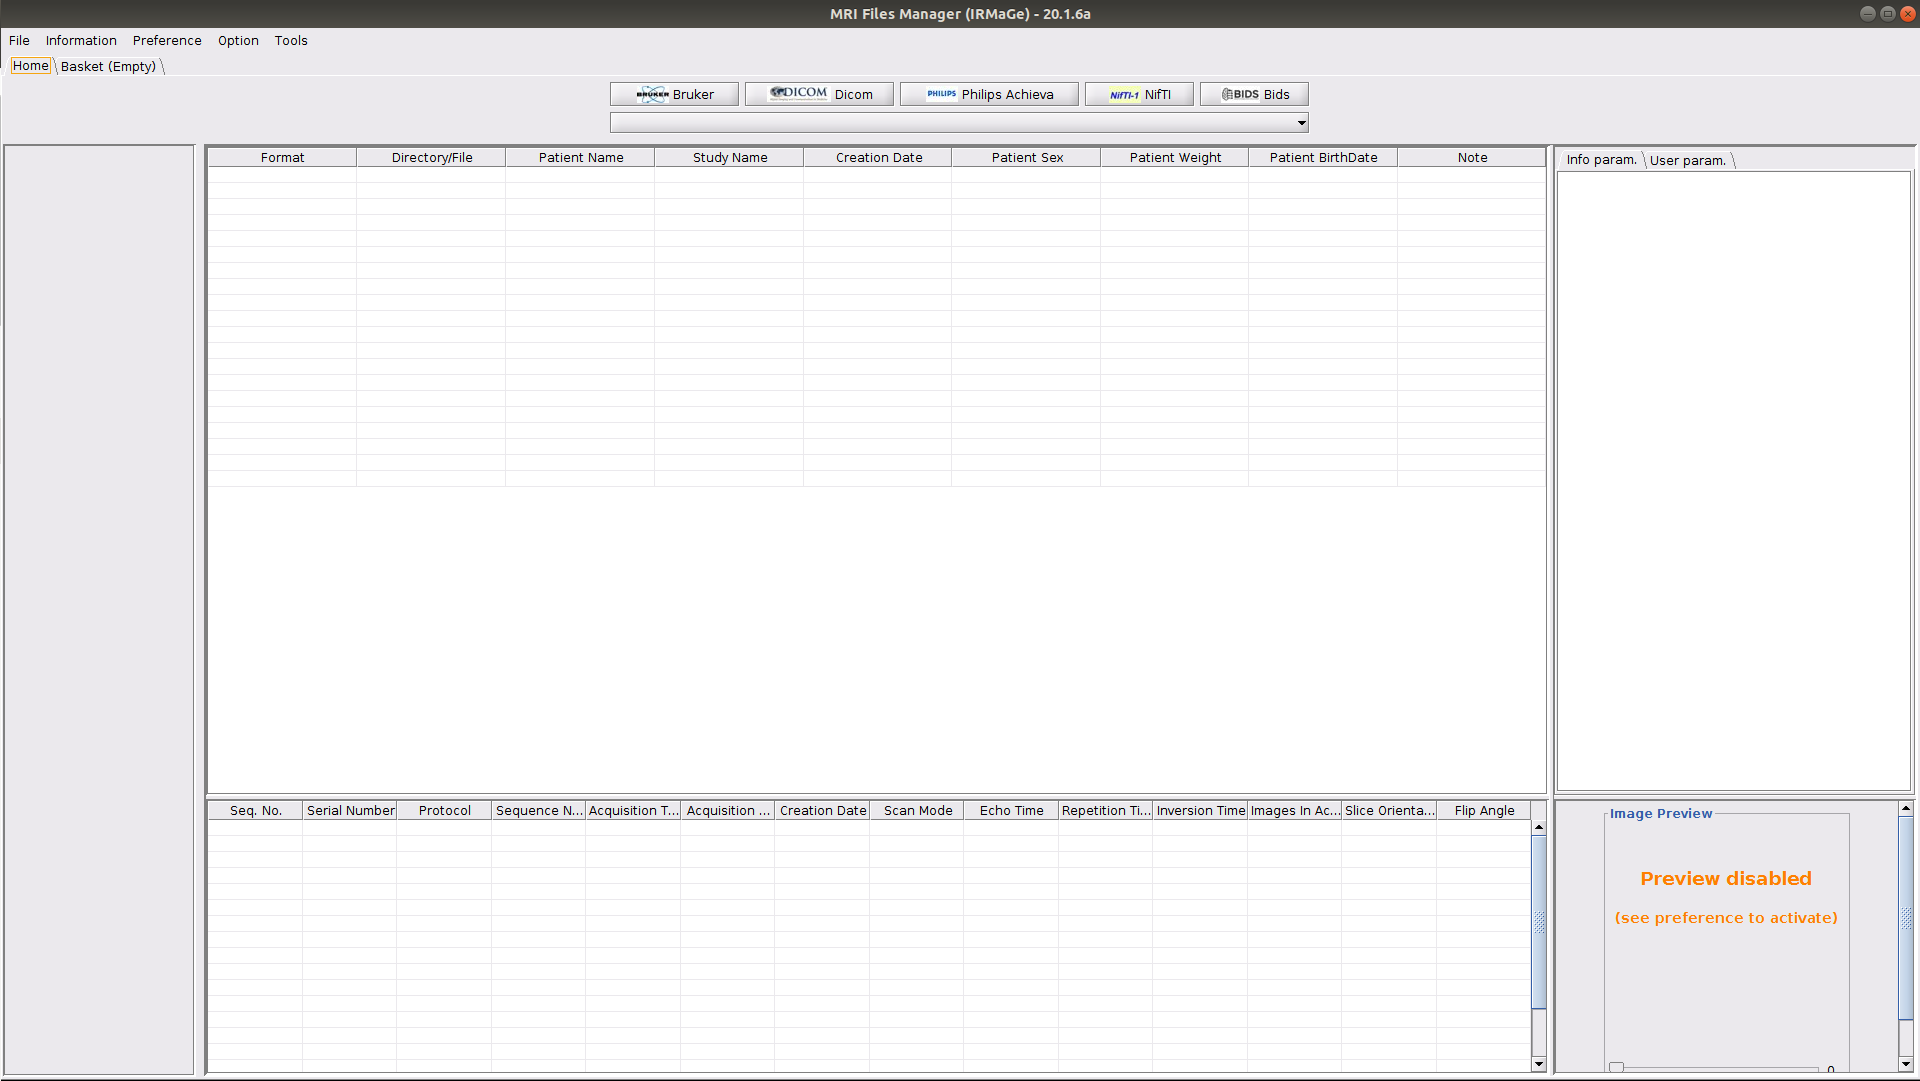 MRI Files Manager (IRMaGe) - 20.1.6a
File Information Preference Option Tools
Home Basket (Empty)
BRUKER Bruker DICOM Dicom PHILIPS Philips Achieva NIfTI-1 NifTI BIDS Bids
Format Directory/File Patient Name Study Name Creation Date Patient Sex Patient Weight Patient BirthDate Note
Info param. User param.
Seq. No. Serial Number Protocol Sequence N... Acquisition T... Acquisition ... Creation Date Scan Mode Echo Time Repetition Ti... Inversion Time Images In Ac... Slice Orienta... Flip Angle
Image Preview
Preview disabled
(see preference to activate)
0